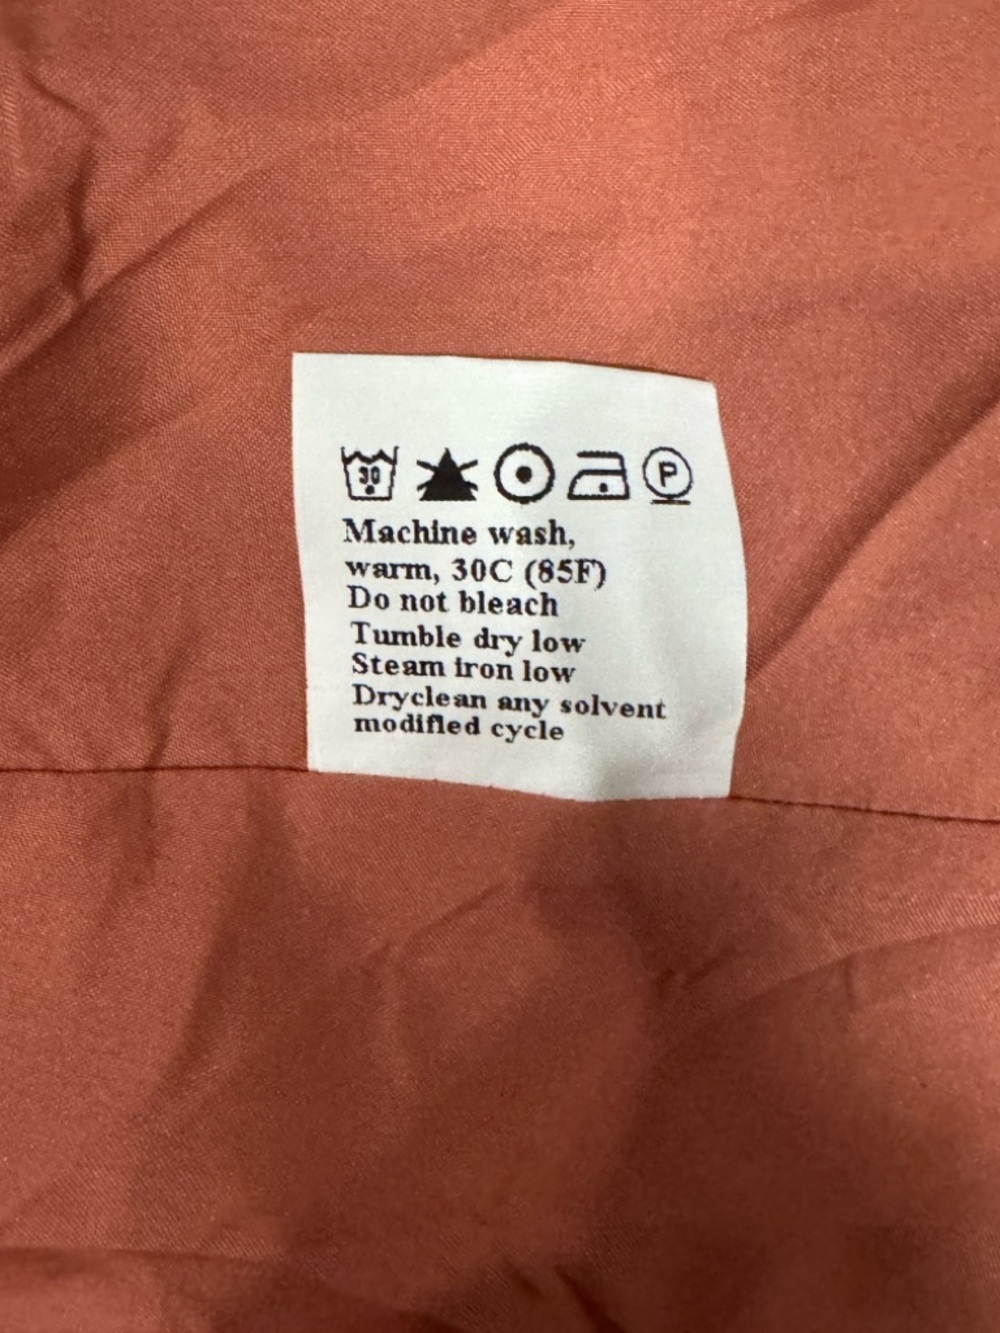 30 P
Machine wash,
warm, 30C (85F)
Do not bleach
Tumble dry low
Steam iron low
Dryclean any solvent
modified cycle